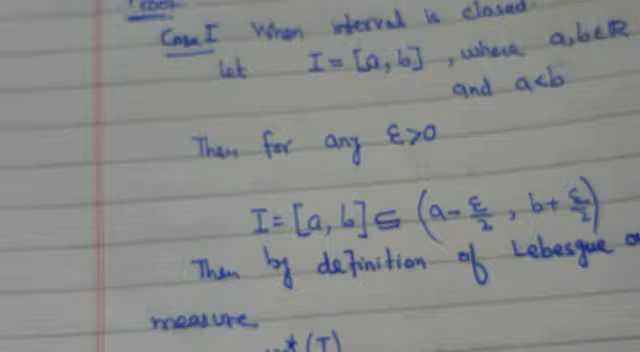 Proof
Case I When interval is closed.
let I = [a, b] , where a, b ∈ R
and a<b
Then for any ε>0
I = [a, b] ⊆ (a - ε/2 , b + ε/2)
Then by definition of Lebesgue
measure
m*(I)